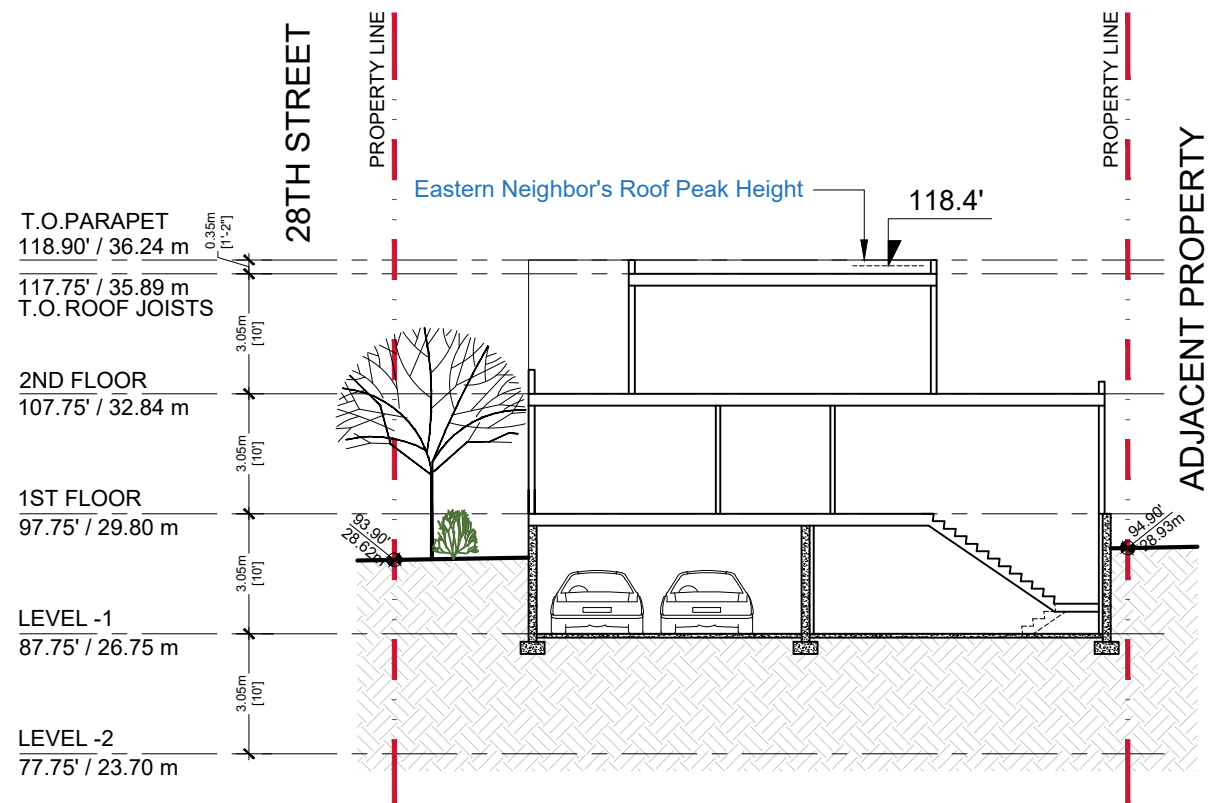 28TH STREET
PROPERTY LINE
PROPERTY LINE
ADJACENT PROPERTY
Eastern Neighbor's Roof Peak Height
118.4'
T.O.PARAPET
118.90' / 36.24 m
0.35m
[1'-2"]
117.75' / 35.89 m
T.O.ROOF JOISTS
3.05m
[10']
2ND FLOOR
107.75' / 32.84 m
3.05m
[10']
1ST FLOOR
97.75' / 29.80 m
93.90'
28.62m
94.90'
28.93m
3.05m
[10']
LEVEL -1
87.75' / 26.75 m
3.05m
[10']
LEVEL -2
77.75' / 23.70 m